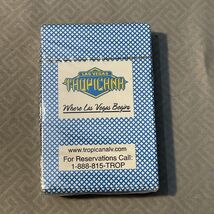 LAS VEGAS
TROPICANA
Where Las Vegas Begins
www.tropicanalv.com
For Reservations Call:
1-888-815-TROP